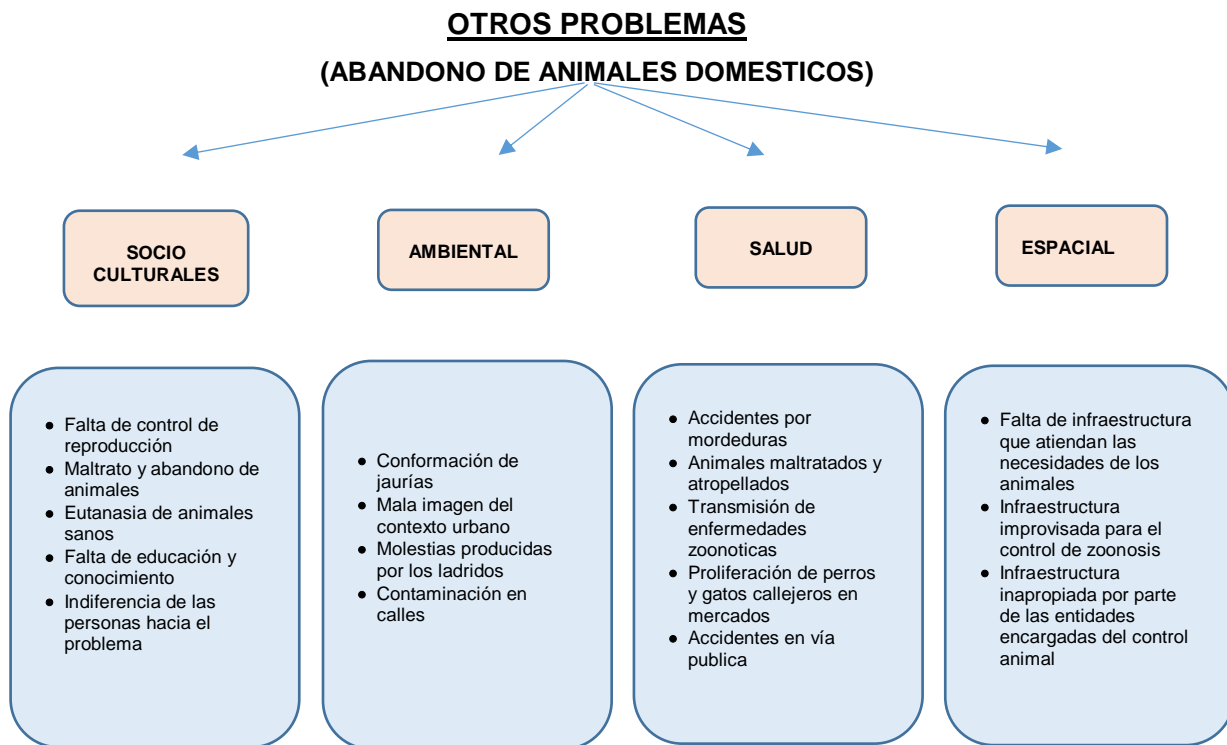 OTROS PROBLEMAS
(ABANDONO DE ANIMALES DOMESTICOS)
SOCIO
CULTURALES
AMBIENTAL
SALUD
ESPACIAL
• Falta de control de
reproducción
• Maltrato y abandono de
animales
• Eutanasia de animales
sanos
• Falta de educación y
conocimiento
• Indiferencia de las
personas hacia el
problema
• Conformación de
jaurías
• Mala imagen del
contexto urbano
• Molestias producidas
por los ladridos
• Contaminación en
calles
• Accidentes por
mordeduras
• Animales maltratados y
atropellados
• Transmisión de
enfermedades
zoonoticas
• Proliferación de perros
y gatos callejeros en
mercados
• Accidentes en vía
publica
• Falta de infraestructura
que atiendan las
necesidades de los
animales
• Infraestructura
improvisada para el
control de zoonosis
• Infraestructura
inapropiada por parte
de las entidades
encargadas del control
animal